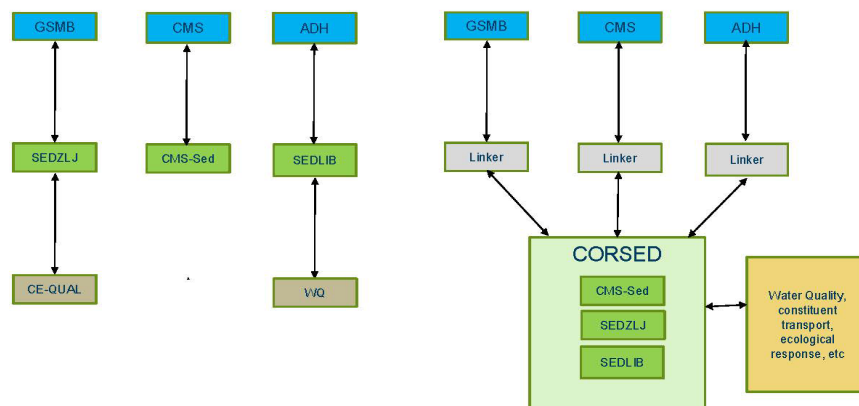 GSMB
CMS
ADH
SEDZLJ
CMS-Sed
SEDLIB
CE-QUAL
WQ
GSMB
CMS
ADH
Linker
Linker
Linker
CORSED
CMS-Sed
SEDZLJ
SEDLIB
Water Quality,
constituent
transport,
ecological
response, etc